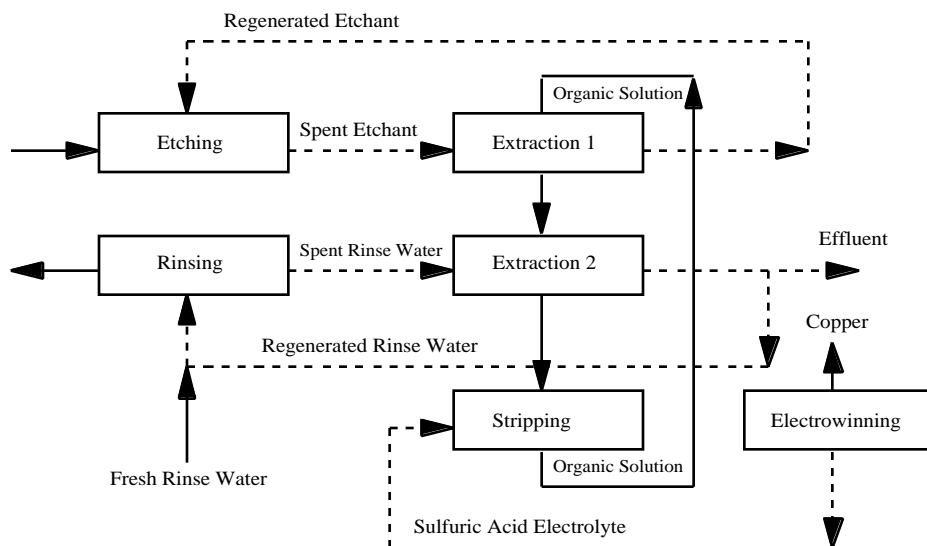 Regenerated Etchant
Organic Solution
Spent Etchant
Etching
Extraction 1
Spent Rinse Water
Effluent
Rinsing
Extraction 2
Copper
Regenerated Rinse Water
Stripping
Electrowinning
Organic Solution
Fresh Rinse Water
Sulfuric Acid Electrolyte